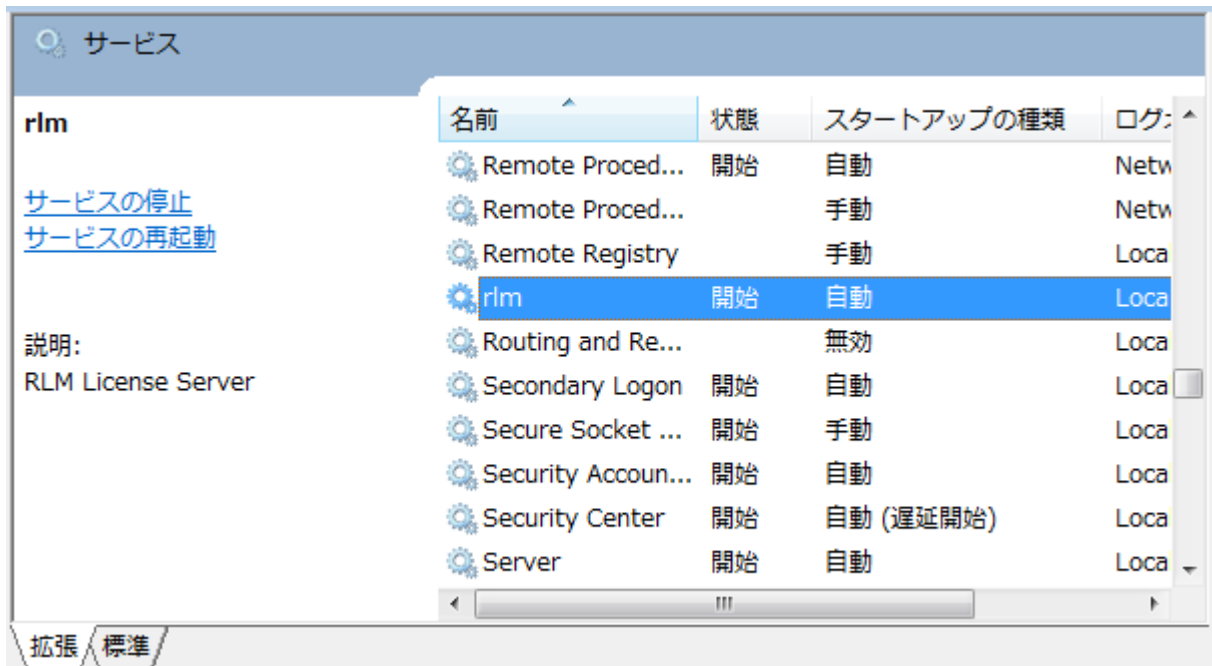 サービス
rlm
サービスの停止
サービスの再起動
説明:
RLM License Server
名前 状態 スタートアップの種類 ログオ
Remote Proced... 開始 自動 Netw
Remote Proced... 手動 Netw
Remote Registry 手動 Loca
rlm 開始 自動 Loca
Routing and Re... 無効 Loca
Secondary Logon 開始 自動 Loca
Secure Socket ... 開始 手動 Loca
Security Accoun... 開始 自動 Loca
Security Center 開始 自動 (遅延開始) Loca
Server 開始 自動 Loca
拡張 標準